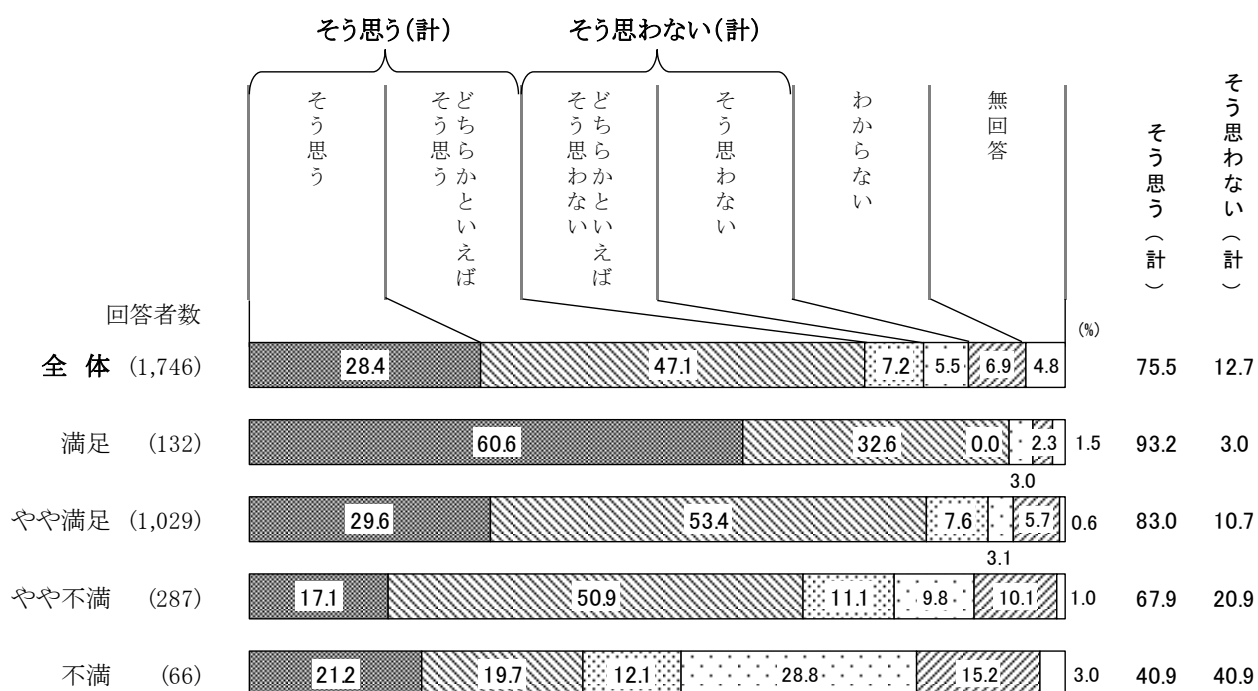 そう思う（計）
そう思わない（計）
そう思う
どちらかといえば
そう思う
どちらかといえば
そう思わない
そう思わない
わからない
無回答
そう思う（計）
そう思わない（計）
回答者数
(%)
全 体 (1,746) 28.4 47.1 7.2 5.5 6.9 4.8 75.5 12.7
満足 (132) 60.6 32.6 0.0 2.3 1.5 93.2 3.0
3.0
やや満足 (1,029) 29.6 53.4 7.6 5.7 0.6 83.0 10.7
3.1
やや不満 (287) 17.1 50.9 11.1 9.8 10.1 1.0 67.9 20.9
不満 (66) 21.2 19.7 12.1 28.8 15.2 3.0 40.9 40.9